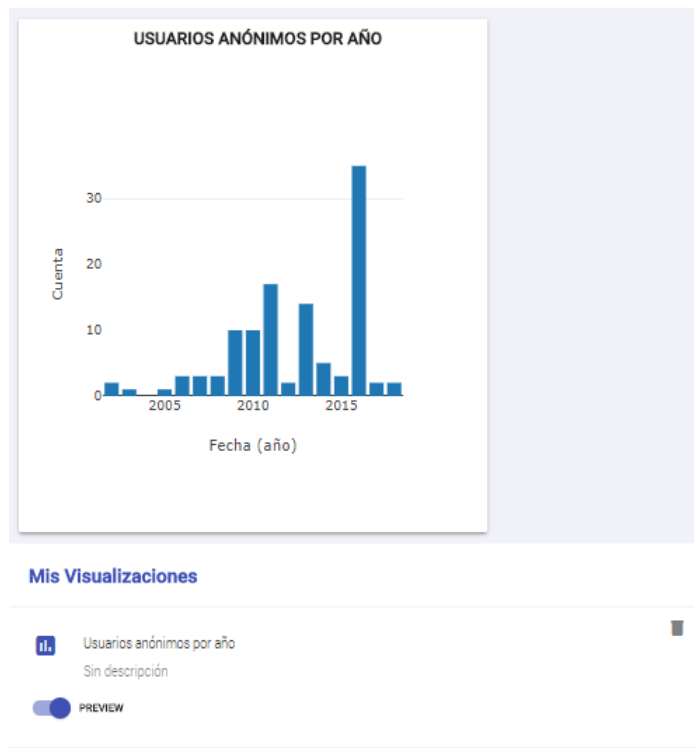 USUARIOS ANÓNIMOS POR AÑO
30
20
10
0
Cuenta
2005 2010 2015
Fecha (año)
Mis Visualizaciones
Usuarios anónimos por año
Sin descripción
PREVIEW